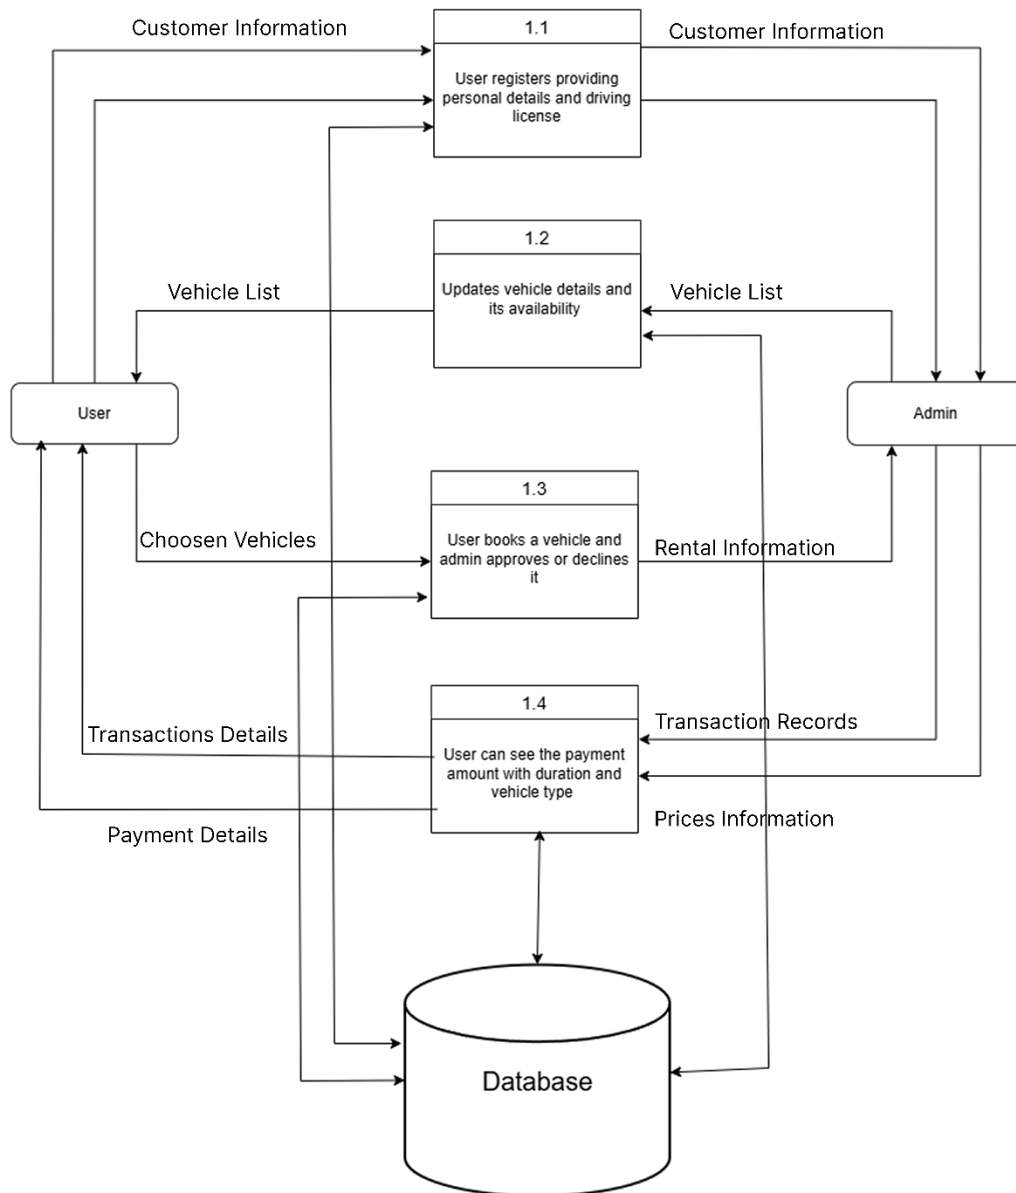 Customer Information
1.1
Customer Information
User registers providing
personal details and driving
license
1.2
Vehicle List
Updates vehicle details and
its availability
Vehicle List
User
Admin
1.3
Choosen Vehicles
User books a vehicle and
admin approves or declines
it
Rental Information
1.4
Transactions Details
User can see the payment
amount with duration and
vehicle type
Transaction Records
Payment Details
Prices Information
Database